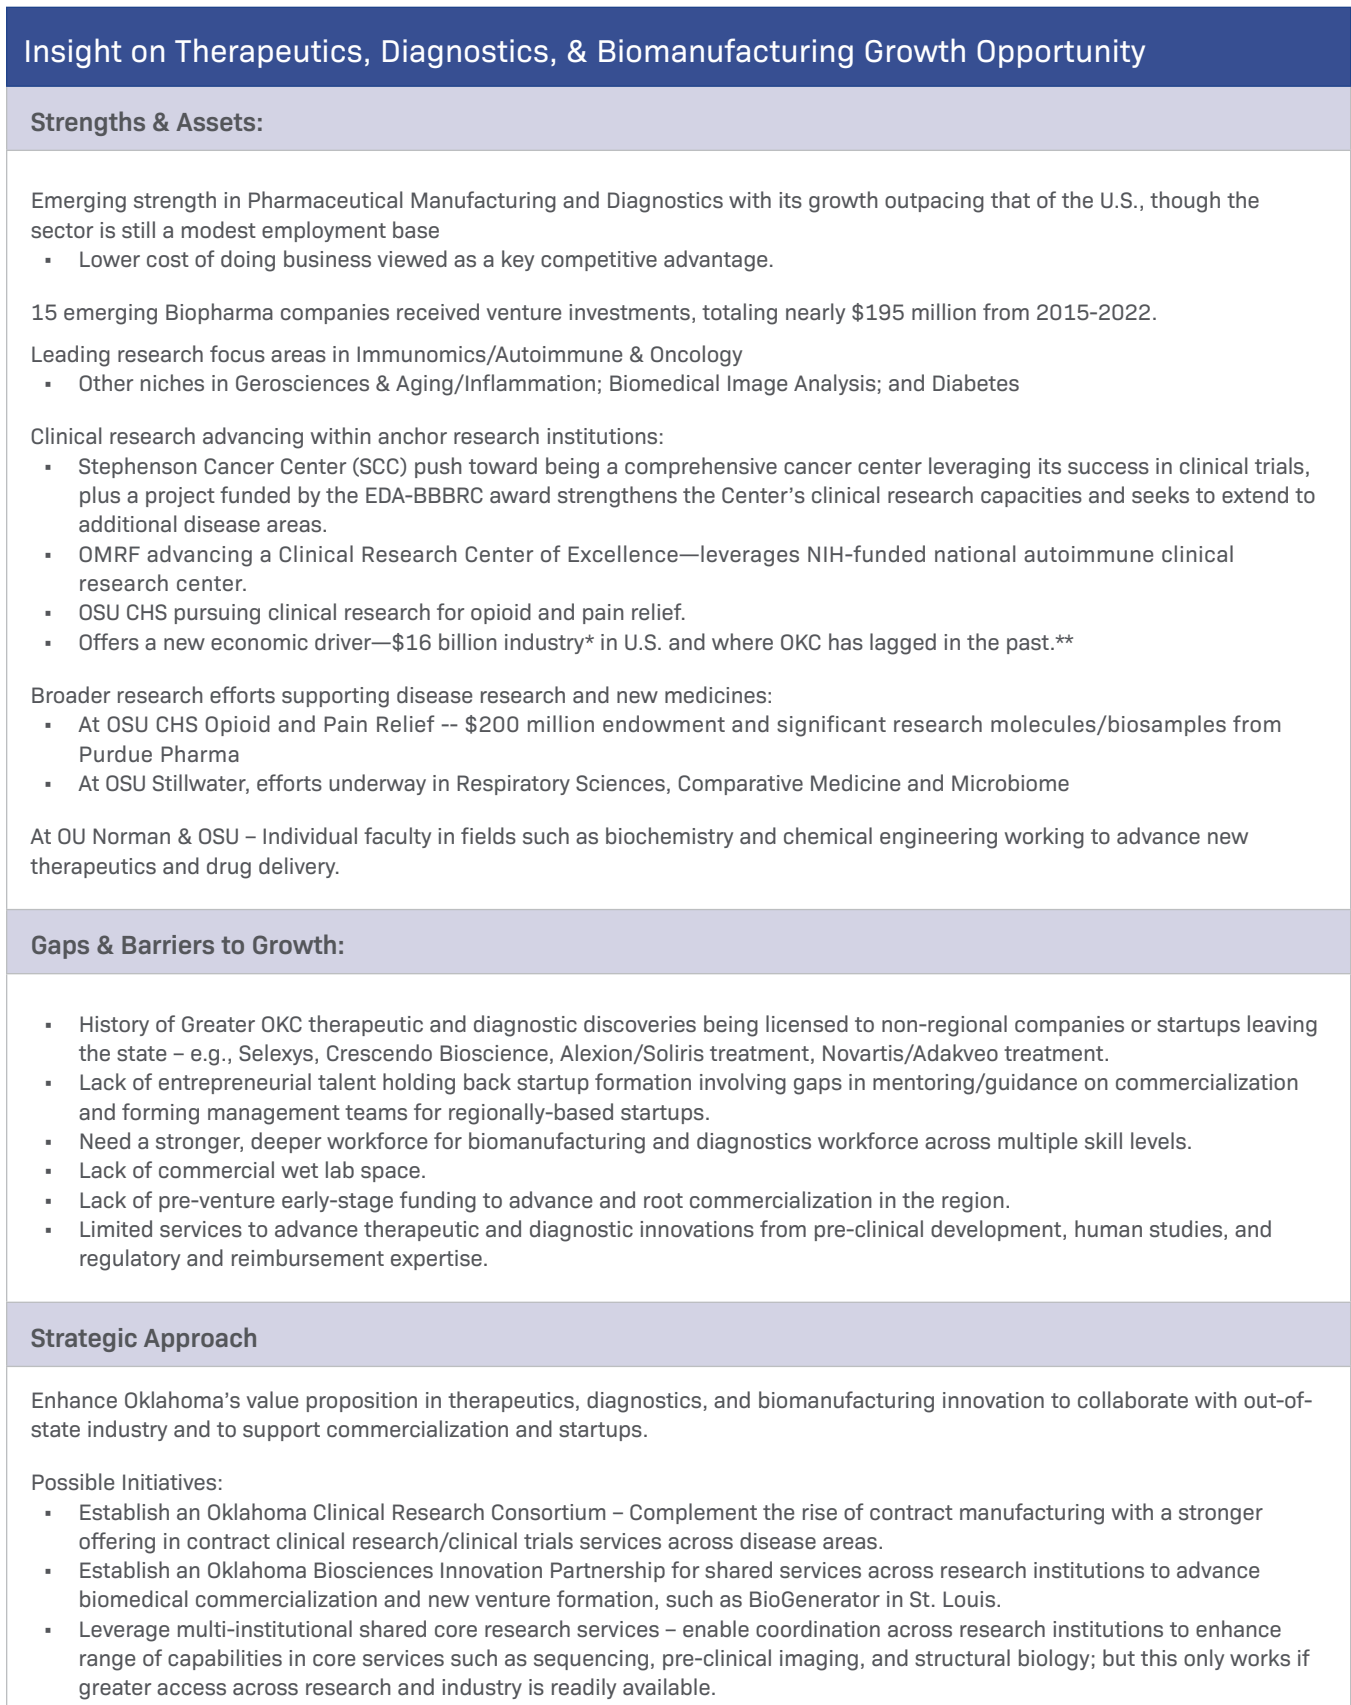 Insight on Therapeutics, Diagnostics, & Biomanufacturing Growth Opportunity
Strengths & Assets:
Emerging strength in Pharmaceutical Manufacturing and Diagnostics with its growth outpacing that of the U.S., though the
sector is still a modest employment base
▪ Lower cost of doing business viewed as a key competitive advantage.
15 emerging Biopharma companies received venture investments, totaling nearly $195 million from 2015-2022.
Leading research focus areas in Immunomics/Autoimmune & Oncology
▪ Other niches in Gerosciences & Aging/Inflammation; Biomedical Image Analysis; and Diabetes
Clinical research advancing within anchor research institutions:
▪ Stephenson Cancer Center (SCC) push toward being a comprehensive cancer center leveraging its success in clinical trials,
plus a project funded by the EDA-BBBRC award strengthens the Center’s clinical research capacities and seeks to extend to
additional disease areas.
▪ OMRF advancing a Clinical Research Center of Excellence—leverages NIH-funded national autoimmune clinical
research center.
▪ OSU CHS pursuing clinical research for opioid and pain relief.
▪ Offers a new economic driver—$16 billion industry* in U.S. and where OKC has lagged in the past.**
Broader research efforts supporting disease research and new medicines:
▪ At OSU CHS Opioid and Pain Relief -- $200 million endowment and significant research molecules/biosamples from
Purdue Pharma
▪ At OSU Stillwater, efforts underway in Respiratory Sciences, Comparative Medicine and Microbiome
At OU Norman & OSU – Individual faculty in fields such as biochemistry and chemical engineering working to advance new
therapeutics and drug delivery.
Gaps & Barriers to Growth:
▪ History of Greater OKC therapeutic and diagnostic discoveries being licensed to non-regional companies or startups leaving
the state – e.g., Selexys, Crescendo Bioscience, Alexion/Soliris treatment, Novartis/Adakveo treatment.
▪ Lack of entrepreneurial talent holding back startup formation involving gaps in mentoring/guidance on commercialization
and forming management teams for regionally-based startups.
▪ Need a stronger, deeper workforce for biomanufacturing and diagnostics workforce across multiple skill levels.
▪ Lack of commercial wet lab space.
▪ Lack of pre-venture early-stage funding to advance and root commercialization in the region.
▪ Limited services to advance therapeutic and diagnostic innovations from pre-clinical development, human studies, and
regulatory and reimbursement expertise.
Strategic Approach
Enhance Oklahoma’s value proposition in therapeutics, diagnostics, and biomanufacturing innovation to collaborate with out-of-
state industry and to support commercialization and startups.
Possible Initiatives:
▪ Establish an Oklahoma Clinical Research Consortium – Complement the rise of contract manufacturing with a stronger
offering in contract clinical research/clinical trials services across disease areas.
▪ Establish an Oklahoma Biosciences Innovation Partnership for shared services across research institutions to advance
biomedical commercialization and new venture formation, such as BioGenerator in St. Louis.
▪ Leverage multi-institutional shared core research services – enable coordination across research institutions to enhance
range of capabilities in core services such as sequencing, pre-clinical imaging, and structural biology; but this only works if
greater access across research and industry is readily available.